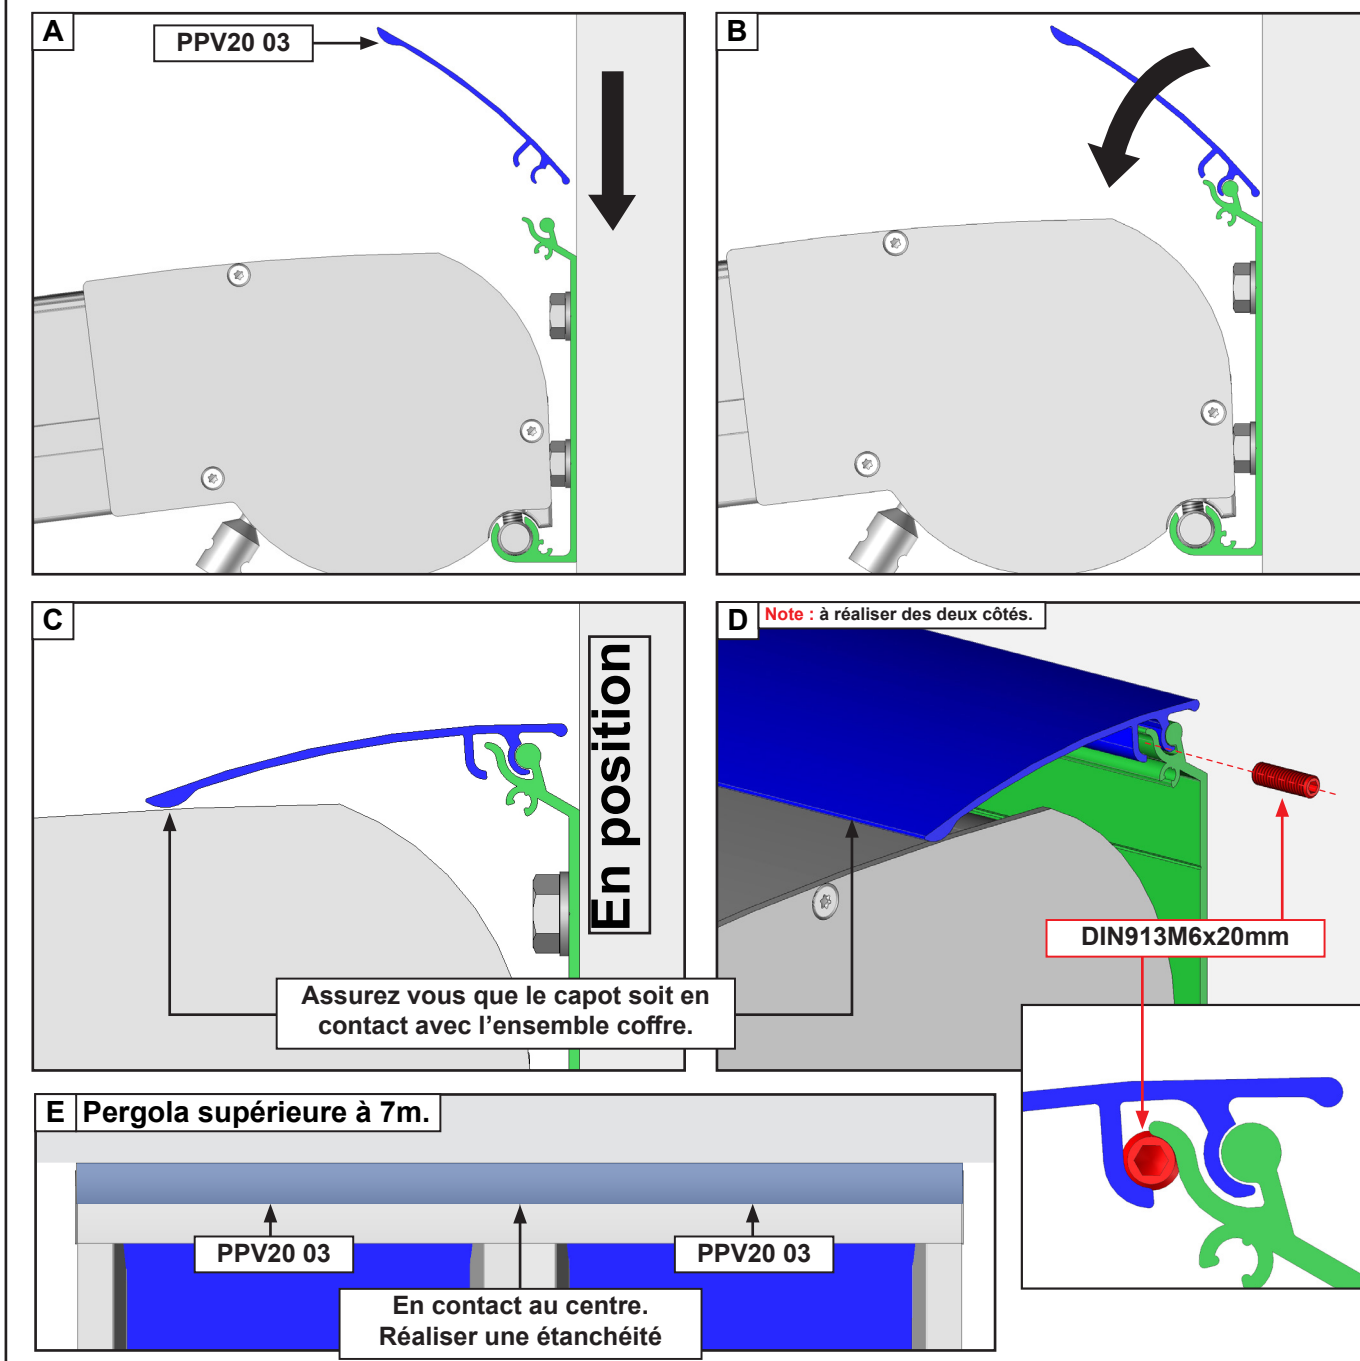 A
PPV20 03
B
C
En position
D
Note : à réaliser des deux côtés.
DIN913M6x20mm
Assurez vous que le capot soit en
contact avec l'ensemble coffre.
E Pergola supérieure à 7m.
PPV20 03
PPV20 03
En contact au centre.
Réaliser une étanchéité